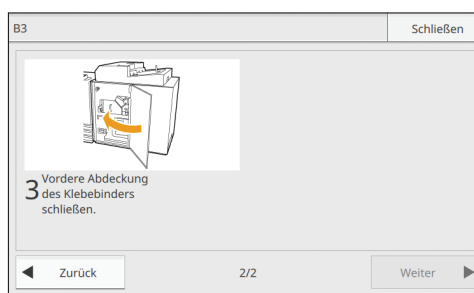 B3
Schließen
3 Vordere Abdeckung
des Klebebinders
schließen.
Zurück
2/2
Weiter